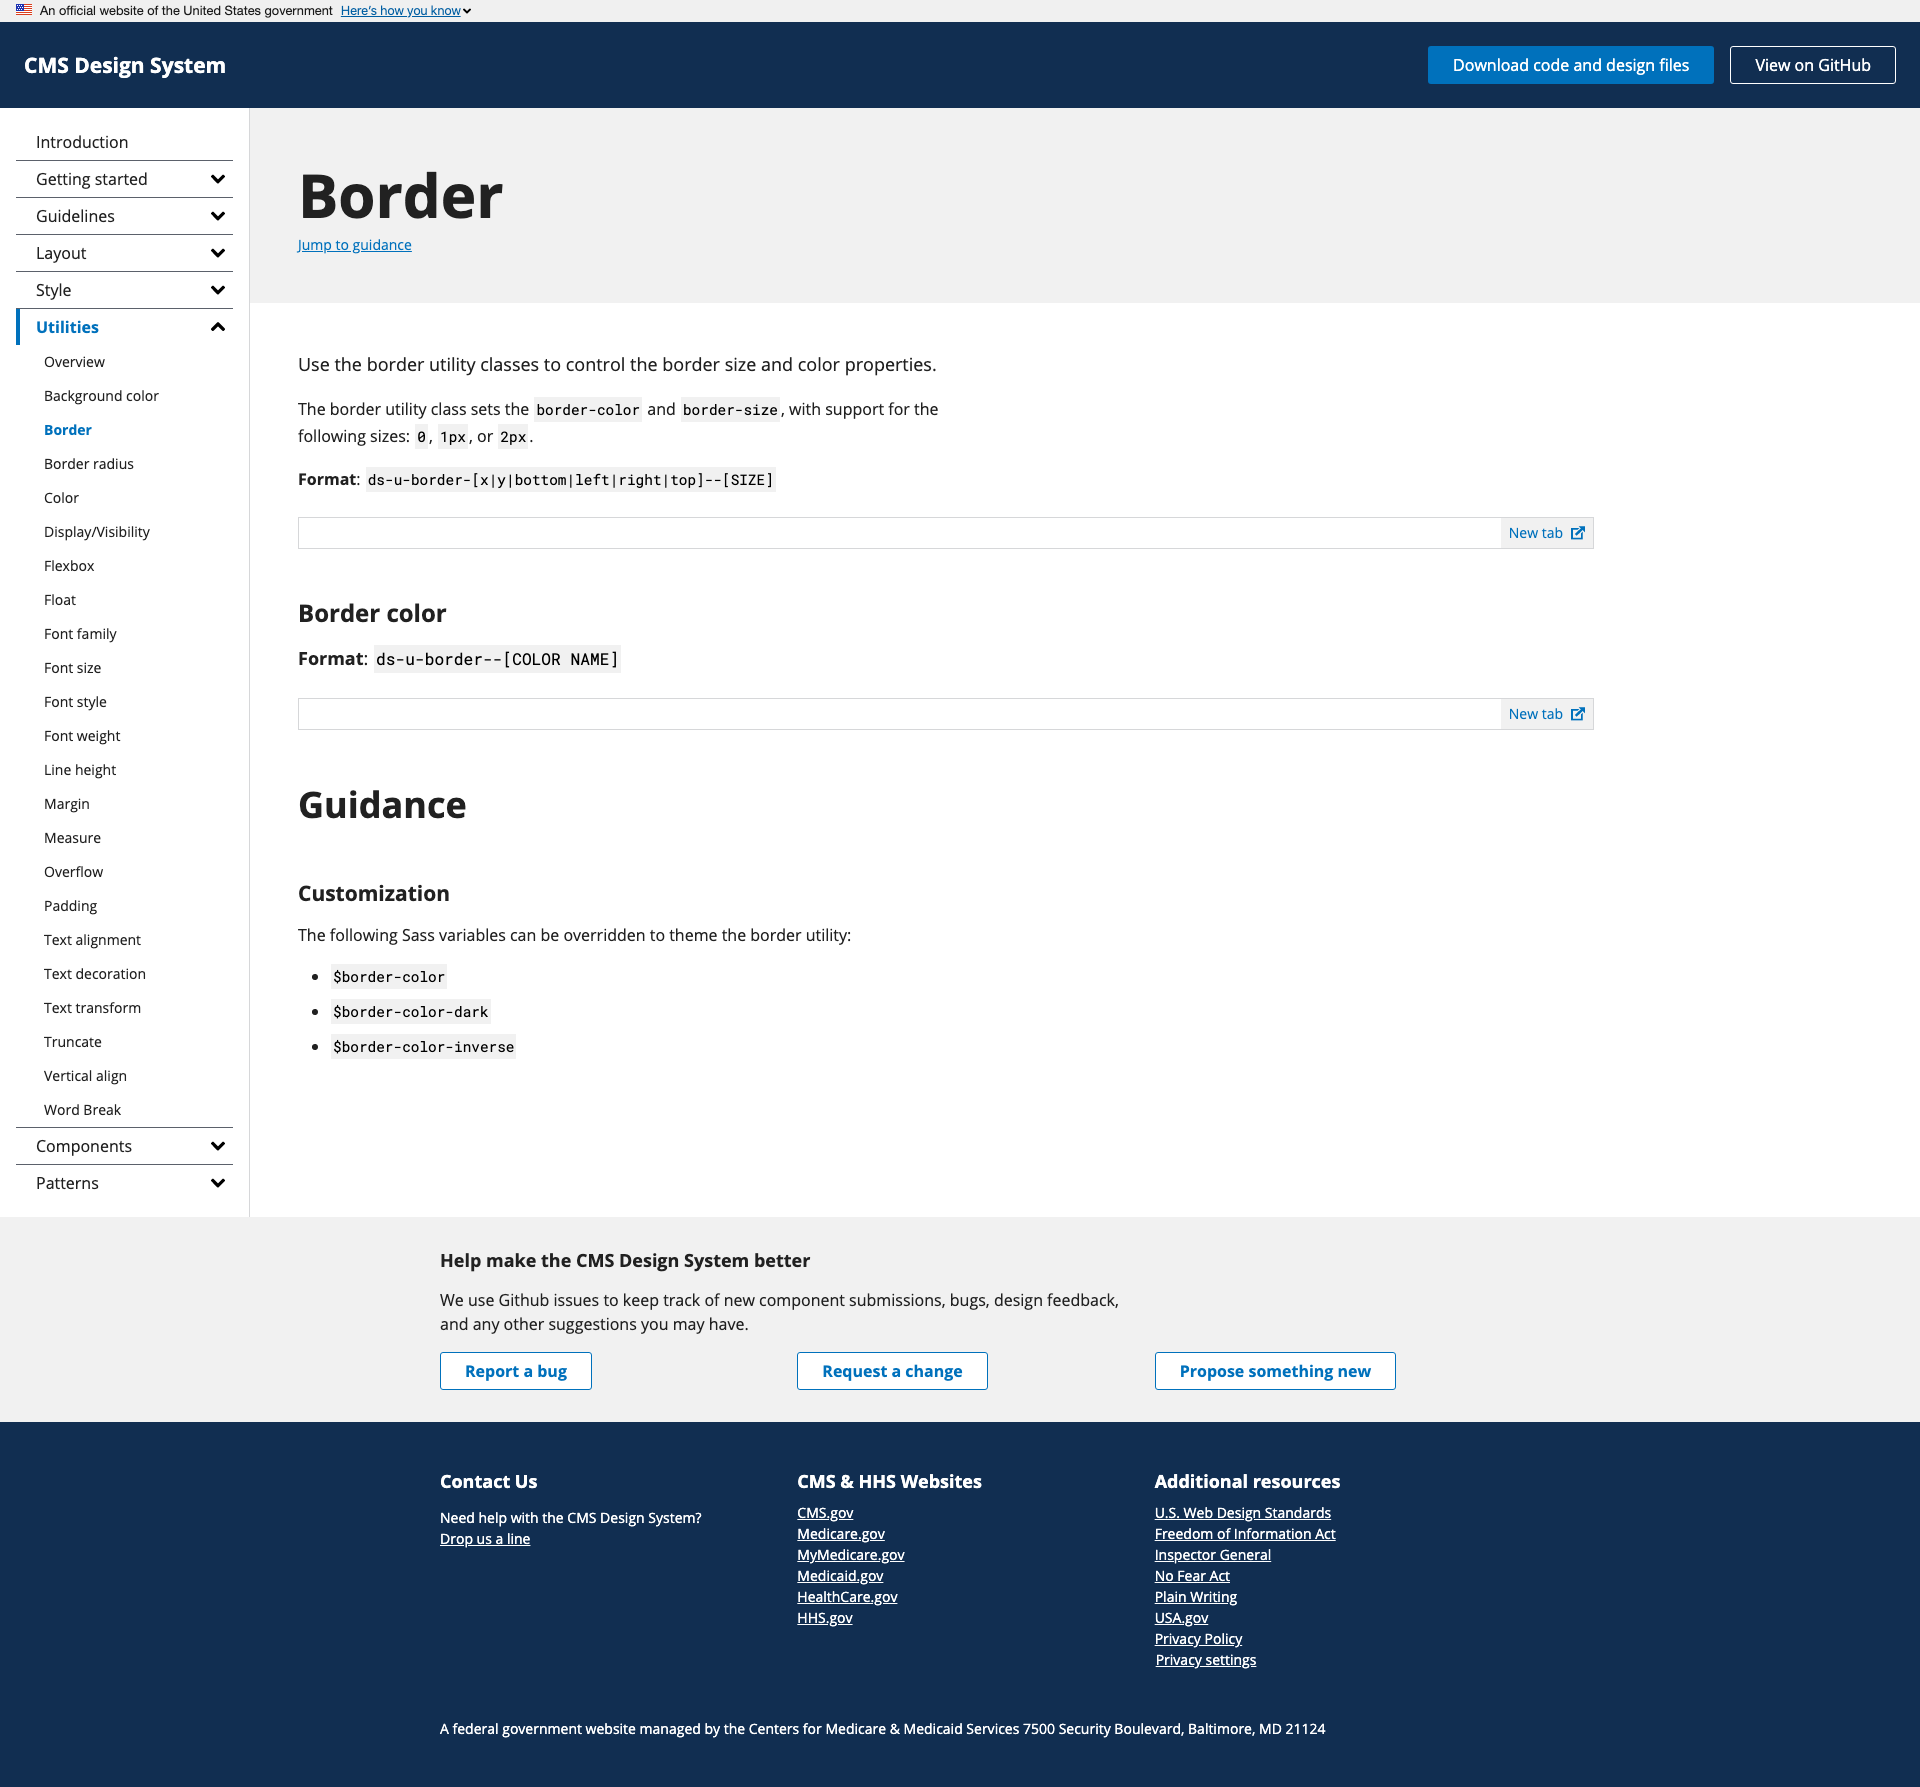 An official website of the United States government Here's how you know
CMS Design System
Download code and design files
View on GitHub
Introduction
Getting started
Guidelines
Layout
Style
Utilities
Overview
Background color
Border
Border radius
Color
Display/Visibility
Flexbox
Float
Font family
Font size
Font style
Font weight
Line height
Margin
Measure
Overflow
Padding
Text alignment
Text decoration
Text transform
Truncate
Vertical align
Word Break
Components
Patterns
Border
Jump to guidance
Use the border utility classes to control the border size and color properties.
The border utility class sets the border-color and border-size, with support for the
following sizes: 0, 1px, or 2px.
Format: ds-u-border-[x|y|bottom|left|right|top]--[SIZE]
New tab
Border color
Format: ds-u-border--[COLOR NAME]
New tab
Guidance
Customization
The following Sass variables can be overridden to theme the border utility:
• $border-color
• $border-color-dark
• $border-color-inverse
Help make the CMS Design System better
We use Github issues to keep track of new component submissions, bugs, design feedback,
and any other suggestions you may have.
Report a bug
Request a change
Propose something new
Contact Us
Need help with the CMS Design System?
Drop us a line
CMS & HHS Websites
CMS.gov
Medicare.gov
MyMedicare.gov
Medicaid.gov
HealthCare.gov
HHS.gov
Additional resources
U.S. Web Design Standards
Freedom of Information Act
Inspector General
No Fear Act
Plain Writing
USA.gov
Privacy Policy
Privacy settings
A federal government website managed by the Centers for Medicare & Medicaid Services 7500 Security Boulevard, Baltimore, MD 21124